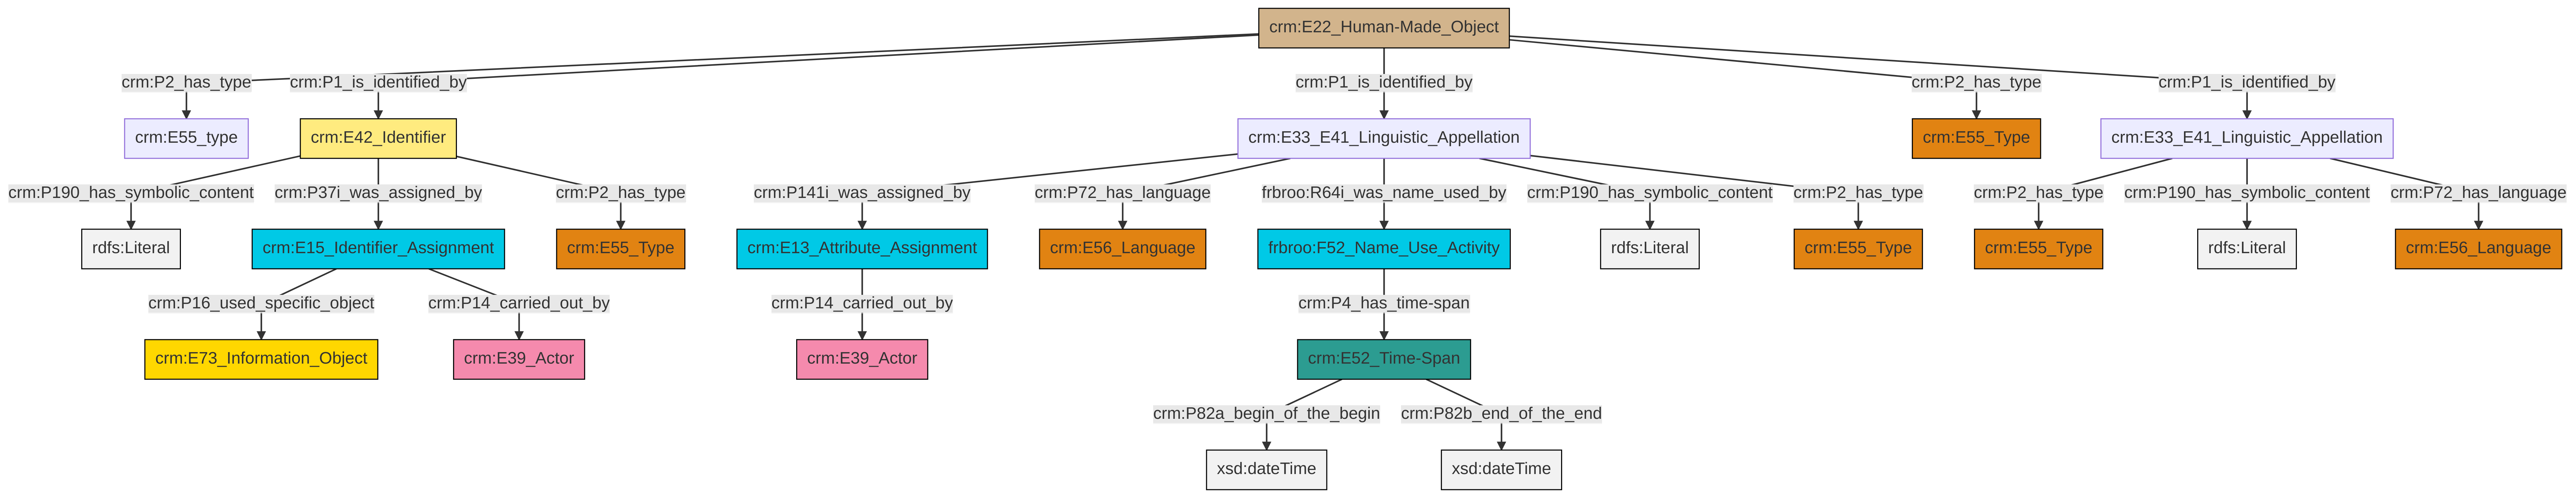 crm:E22_Human-Made_Object
crm:P2_has_type
crm:P1_is_identified_by
crm:P1_is_identified_by
crm:P2_has_type
crm:P1_is_identified_by
crm:E55_type
crm:E42_Identifier
crm:E33_E41_Linguistic_Appellation
crm:E55_Type
crm:E33_E41_Linguistic_Appellation
crm:P190_has_symbolic_content
crm:P37i_was_assigned_by
crm:P2_has_type
crm:P141i_was_assigned_by
crm:P72_has_language
frbroo:R64i_was_name_used_by
crm:P190_has_symbolic_content
crm:P2_has_type
crm:P2_has_type
crm:P190_has_symbolic_content
crm:P72_has_language
rdfs:Literal
crm:E15_Identifier_Assignment
crm:E55_Type
crm:E13_Attribute_Assignment
crm:E56_Language
frbroo:F52_Name_Use_Activity
rdfs:Literal
crm:E55_Type
crm:E55_Type
rdfs:Literal
crm:E56_Language
crm:P16_used_specific_object
crm:P14_carried_out_by
crm:P14_carried_out_by
crm:P4_has_time-span
crm:E73_Information_Object
crm:E39_Actor
crm:E39_Actor
crm:E52_Time-Span
crm:P82a_begin_of_the_begin
crm:P82b_end_of_the_end
xsd:dateTime
xsd:dateTime